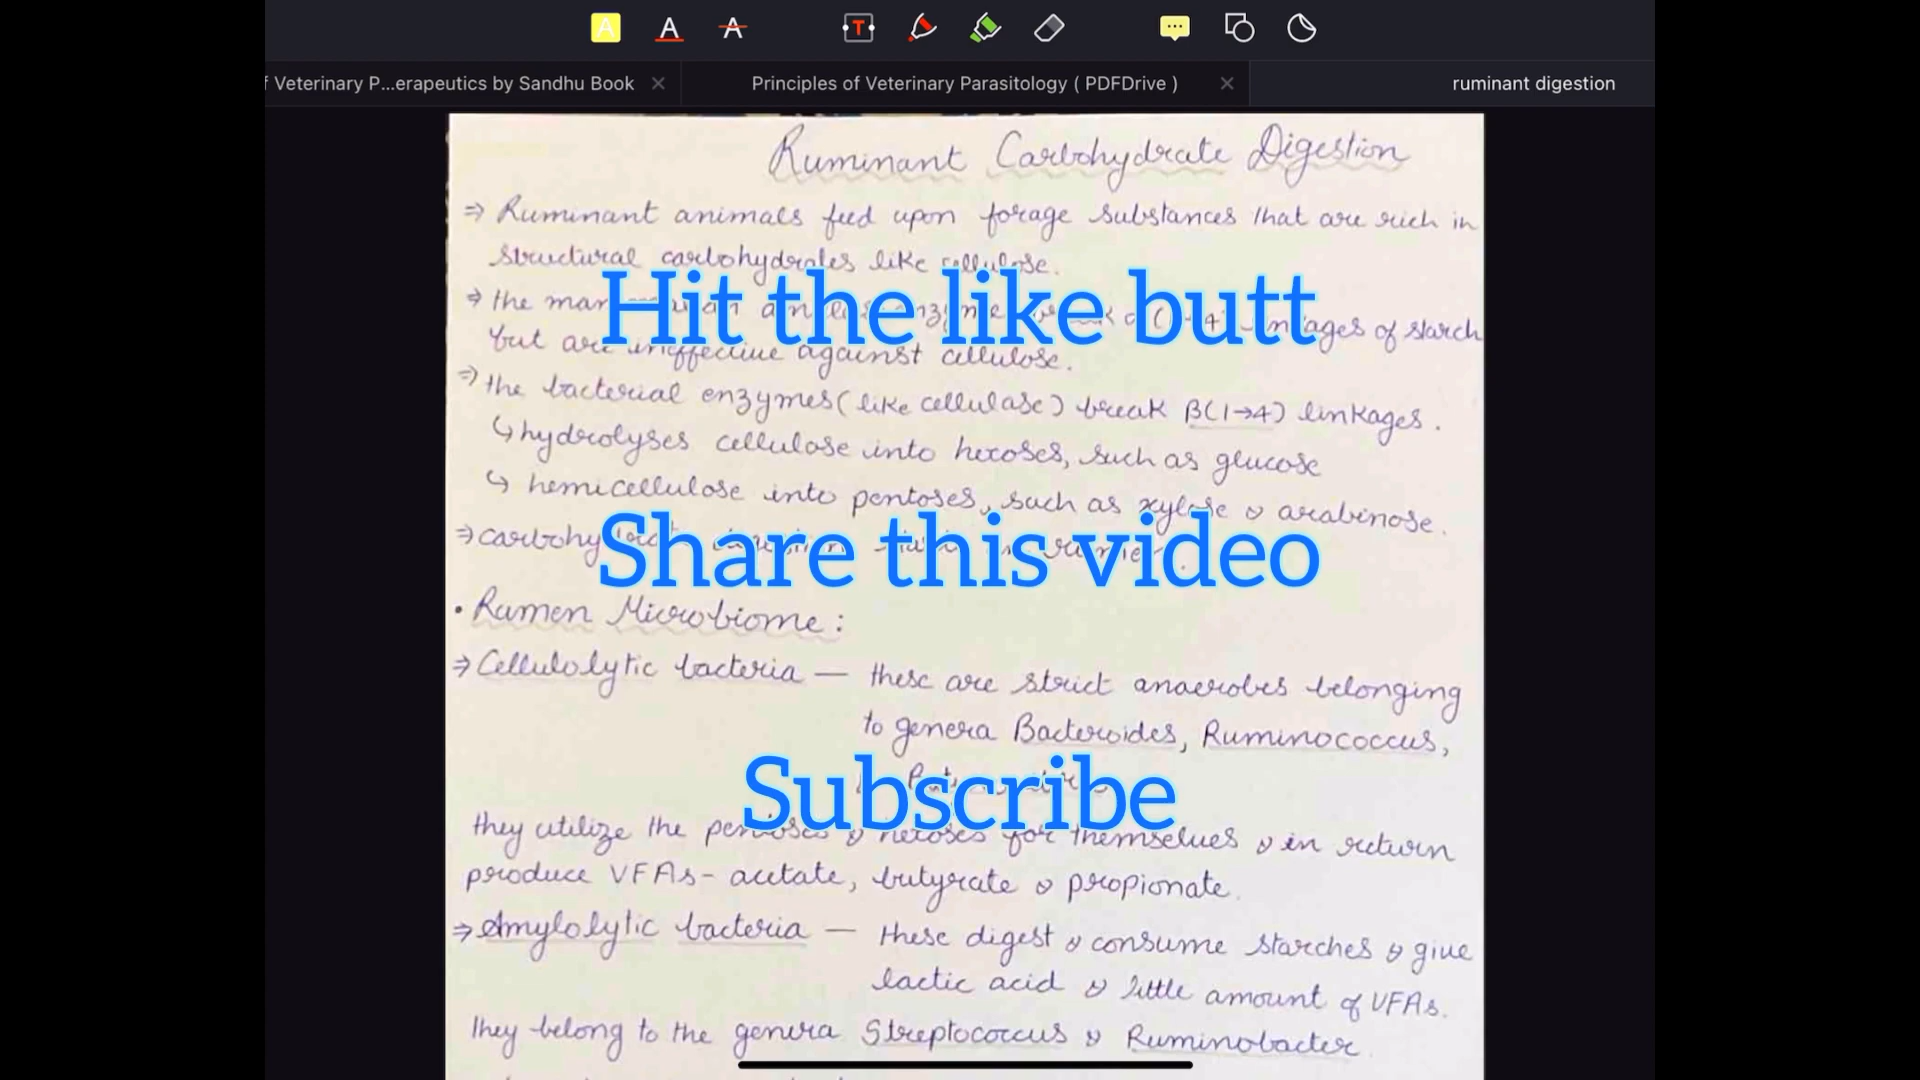 f Veterinary P...erapeutics by Sandhu Book
Principles of Veterinary Parasitology ( PDFDrive )
ruminant digestion
Ruminant Carbohydrate Digestion
⇒ Ruminant animals feed upon forage substances that are rich in
structural carbohydrates like cellulose.
Hit the like butt
⇒ the linkages of starch
but are ineffective against cellulose.
⇒ the bacterial enzymes (like cellulase) break β(1→4) linkages.
↳ hydrolyses cellulose into hexoses, such as glucose
↳ hemicellulose into pentoses, such as xylose & arabinose.
⇒ carbohydrate
Share this video
• Rumen Microbiome :
⇒ Cellulolytic bacteria — these are strict anaerobes belonging
to genera Bacteroides, Ruminococcus,
Subscribe
they utilize the pentoses & hexoses for themselves & in return
produce VFAs - acetate, butyrate & propionate.
⇒ Amylolytic bacteria — these digest & consume starches & give
lactic acid & little amount of VFAs.
they belong to the genera Streptococcus & Ruminobacter.